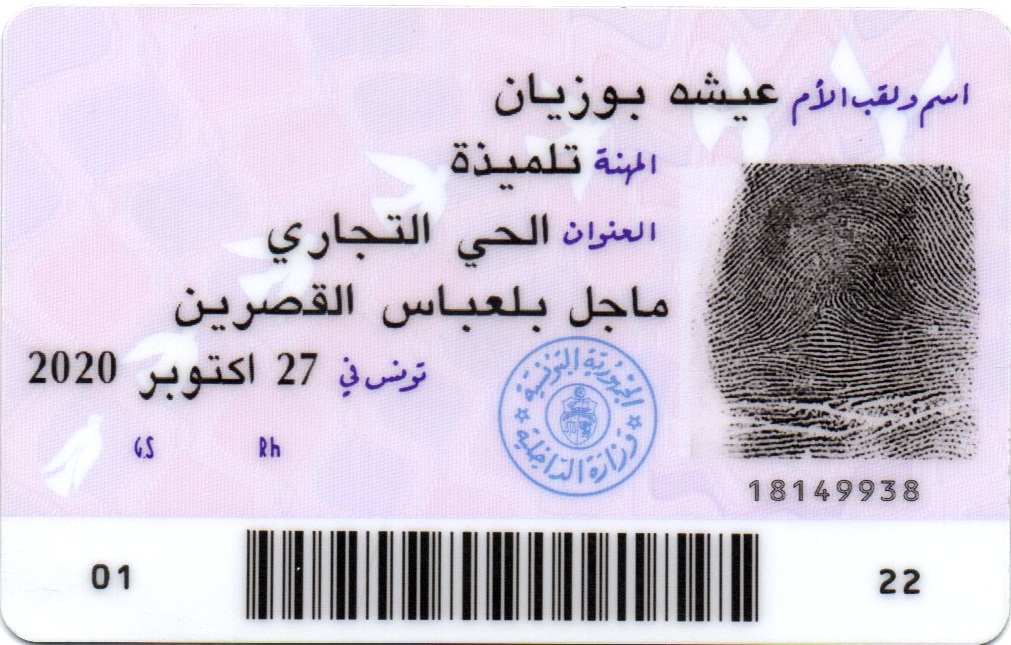 اسم ولقب الأم عيشه بوزيان
المهنة تلميذة
العنوان الحي التجاري
ماجل بلعباس القصرين
تونس في 27 اكتوبر 2020
GS Rh
الجمهورية التونسية
وزارة الداخلية
18149938
01 22